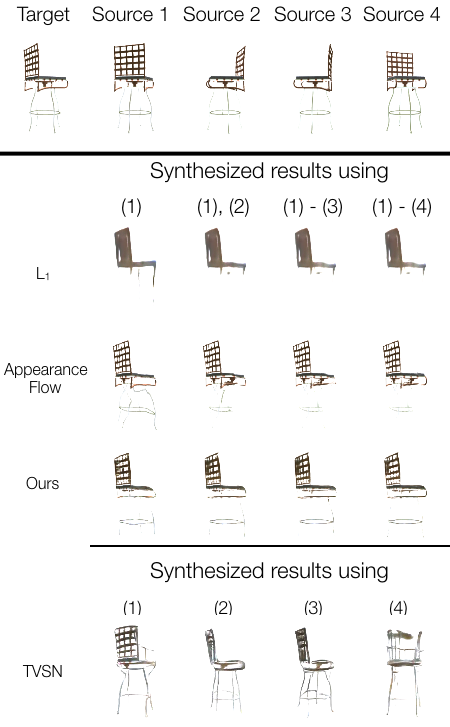 Target Source 1 Source 2 Source 3 Source 4
Synthesized results using
(1) (1), (2) (1) - (3) (1) - (4)
L₁
Appearance
Flow
Ours
Synthesized results using
(1) (2) (3) (4)
TVSN